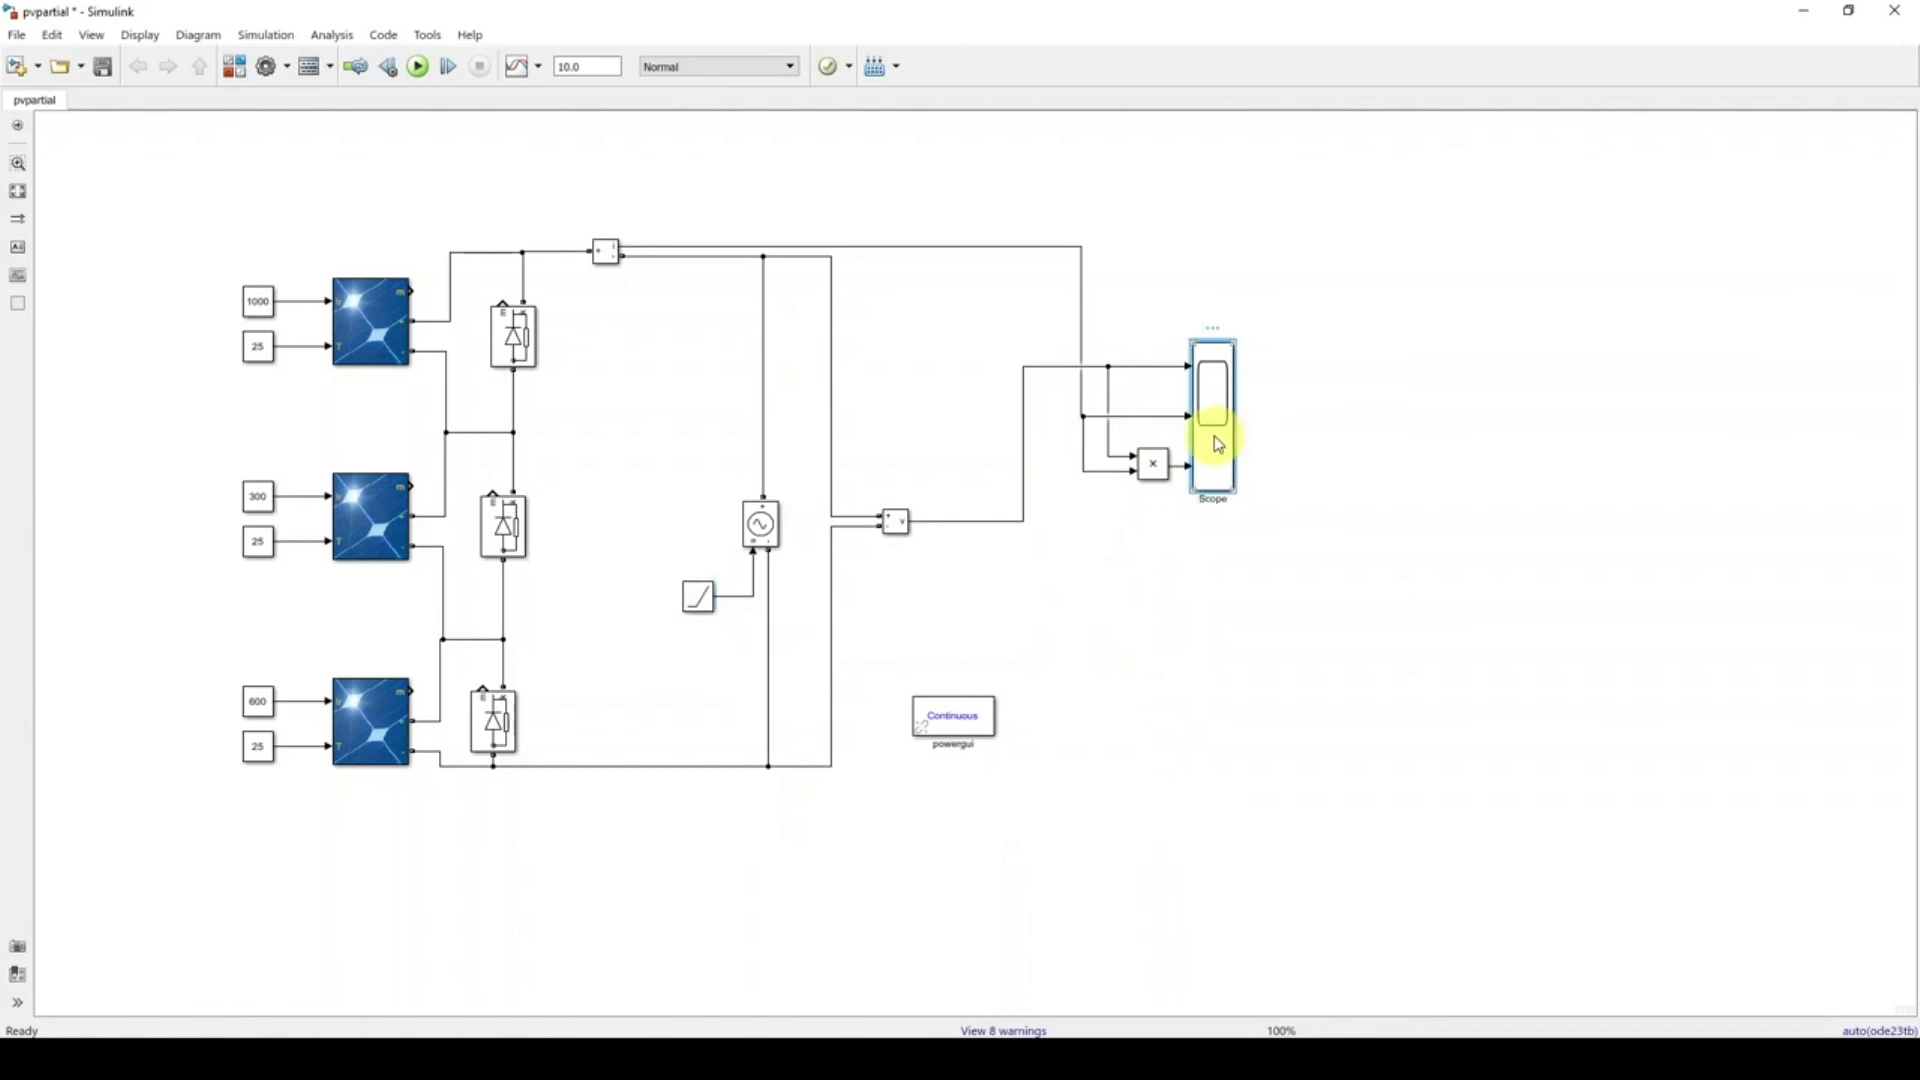 pvpartial * - Simulink
File Edit View Display Diagram Simulation Analysis Code Tools Help
10.0 Normal
pvpartial
1000
25
300
25
600
25
Ir
T
m
+
-
v
×
Scope
Continuous
powergui
Ready View 8 warnings 100% auto(ode23tb)